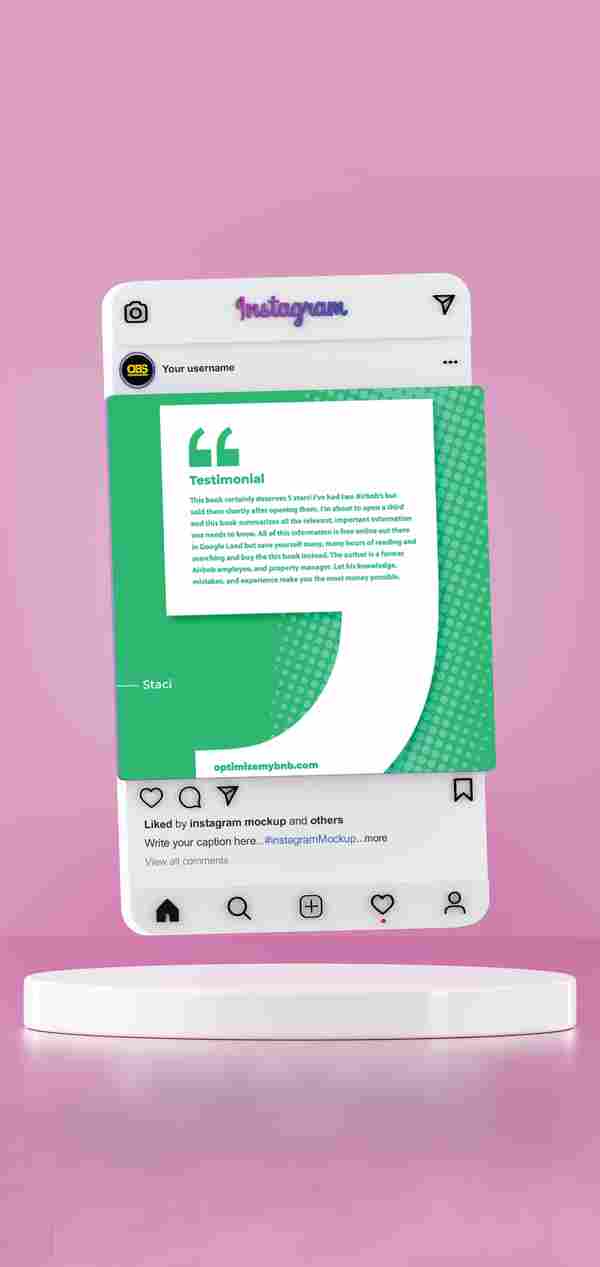 Instagram
OBS
Your username
Testimonial
This book certainly deserves 5 stars! I've had two Airbnb's but
sold them shortly after opening them. I'm about to open a third
and this book summarizes all the relevant, important information
one needs to know. All of this information is free online out there
in Google Land but save yourself many, many hours of reading and
searching and buy the this book instead. The author is a former
Airbnb employee, and property manager. Let his knowledge,
mistakes, and experience make you the most money possible.
Staci
optimizemybnb.com
Liked by instagram mockup and others
Write your caption here...#instagramMockup...more
View all comments